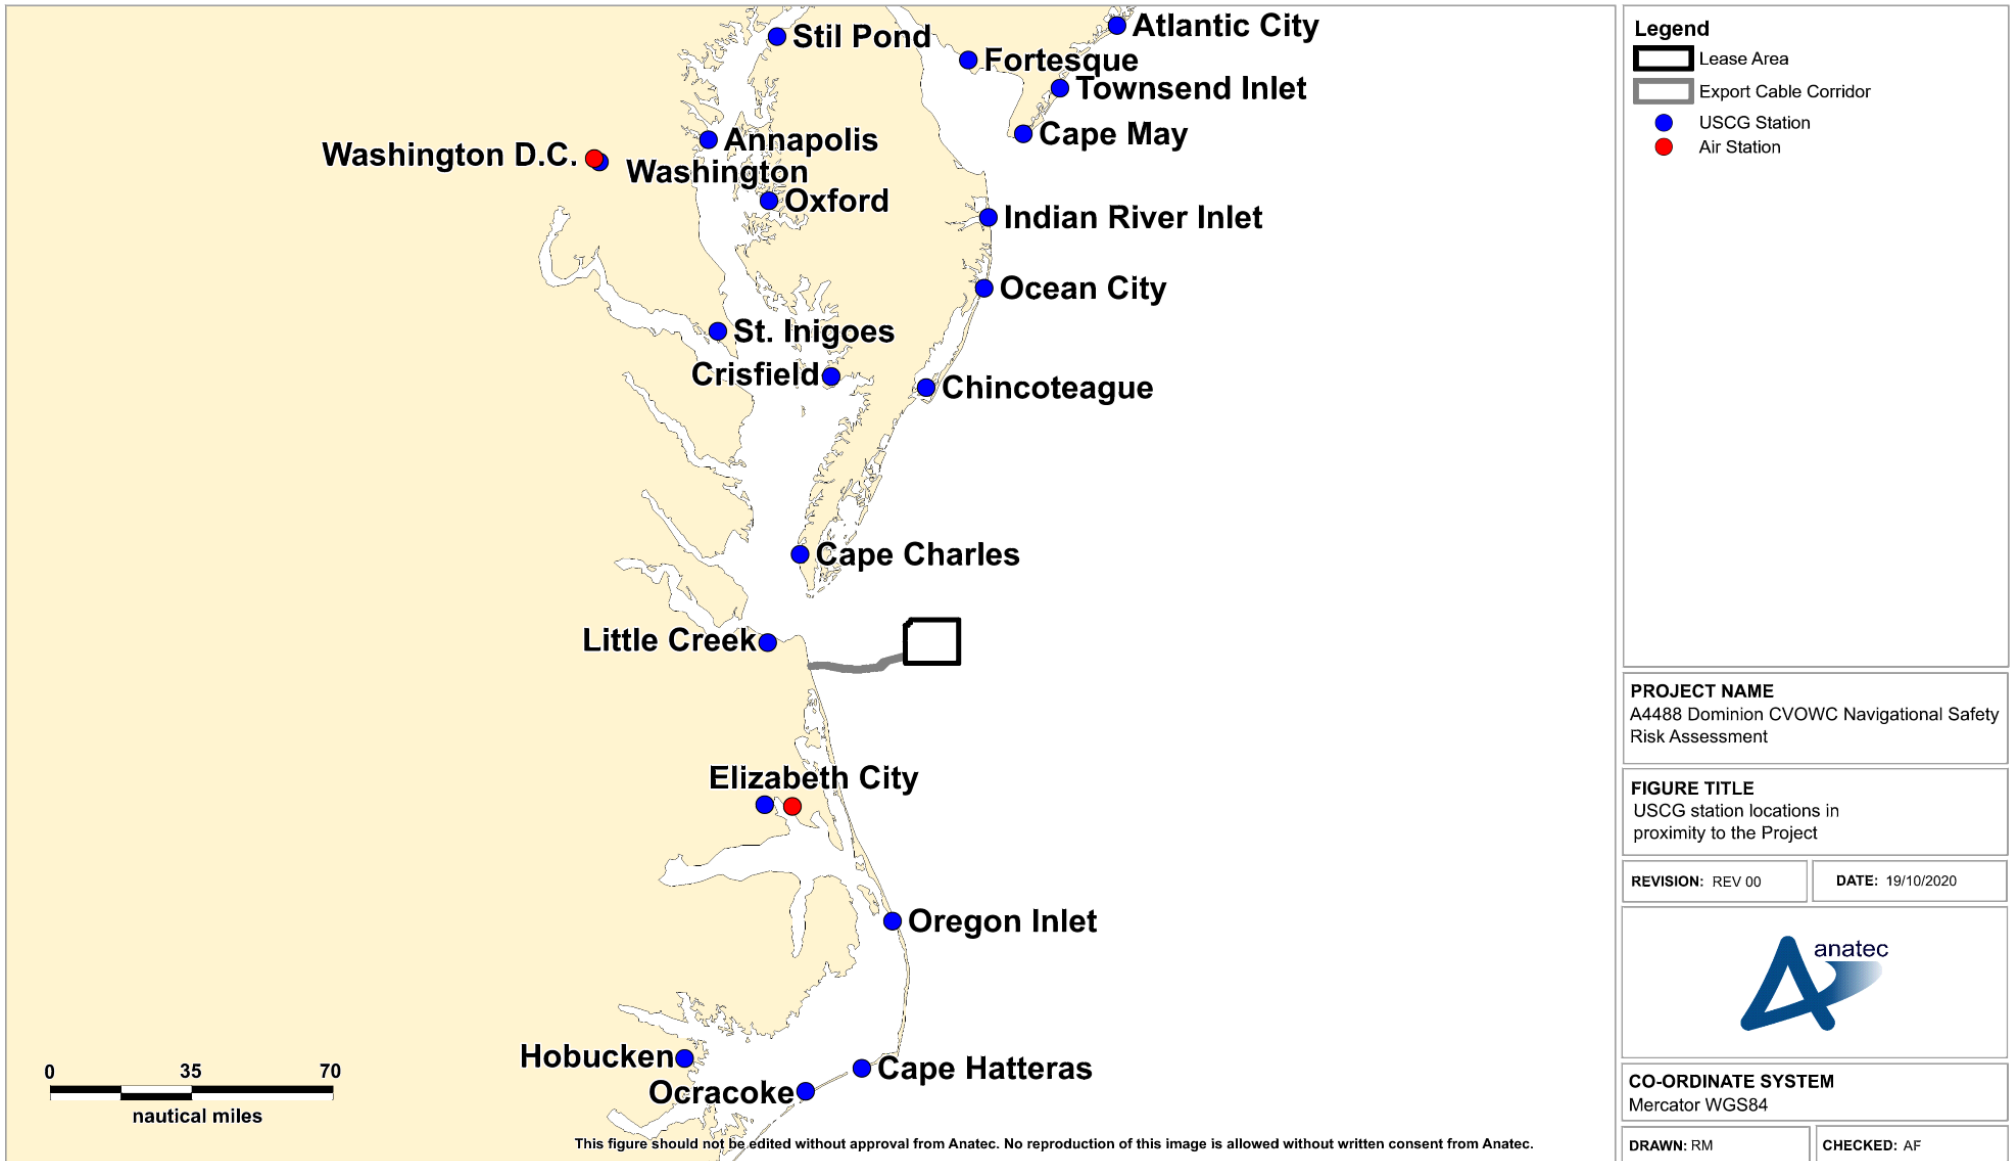 Stil Pond
Atlantic City
Fortesque
Townsend Inlet
Cape May
Annapolis
Washington D.C.
Washington
Oxford
Indian River Inlet
Ocean City
St. Inigoes
Crisfield
Chincoteague
Cape Charles
Little Creek
Elizabeth City
Oregon Inlet
Hobucken
Cape Hatteras
Ocracoke
0 35 70
nautical miles
This figure should not be edited without approval from Anatec. No reproduction of this image is allowed without written consent from Anatec.
Legend
Lease Area
Export Cable Corridor
USCG Station
Air Station
PROJECT NAME
A4488 Dominion CVOWC Navigational Safety
Risk Assessment
FIGURE TITLE
USCG station locations in
proximity to the Project
REVISION: REV 00
DATE: 19/10/2020
anatec
CO-ORDINATE SYSTEM
Mercator WGS84
DRAWN: RM
CHECKED: AF